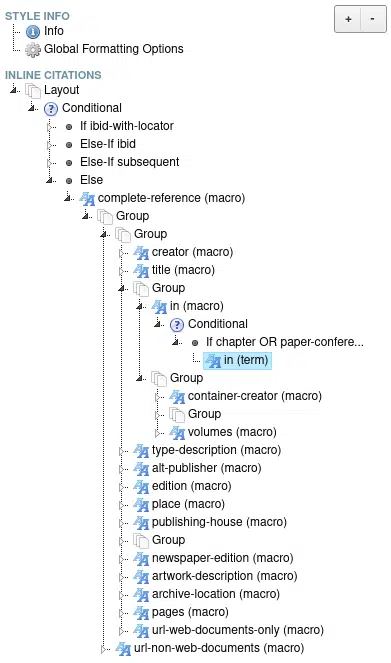 STYLE INFO
+ -
Info
Global Formatting Options
INLINE CITATIONS
Layout
? Conditional
If ibid-with-locator
Else-If ibid
Else-If subsequent
Else
complete-reference (macro)
Group
Group
creator (macro)
title (macro)
Group
in (macro)
? Conditional
If chapter OR paper-confere...
in (term)
Group
container-creator (macro)
Group
volumes (macro)
type-description (macro)
alt-publisher (macro)
edition (macro)
place (macro)
publishing-house (macro)
Group
newspaper-edition (macro)
artwork-description (macro)
archive-location (macro)
pages (macro)
url-web-documents-only (macro)
url-non-web-documents (macro)